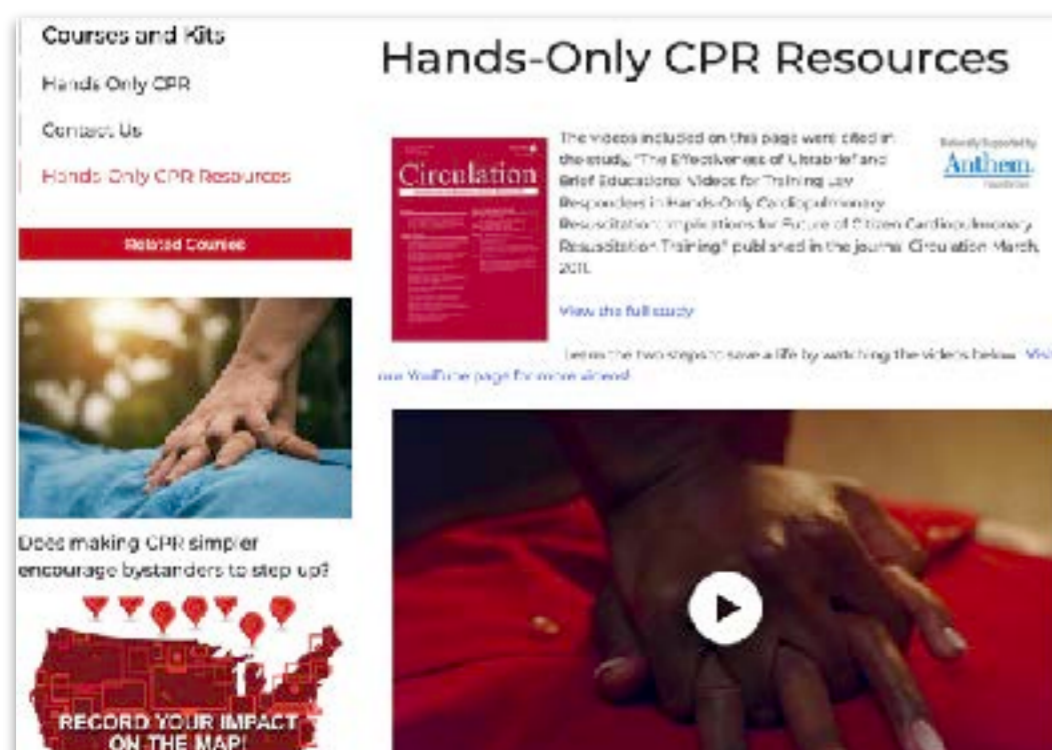 Courses and Kits
Hands-Only CPR
Contact Us
Hands-Only CPR Resources
Related Courses
Does making CPR simpler
encourage bystanders to step up?
RECORD YOUR IMPACT
ON THE MAP!
Hands-Only CPR Resources
Circulation
The videos included on this page were cited in
the study, "The Effectiveness of Ultrabrief and
Brief Educational Videos for Training Lay
Responders in Hands-Only Cardiopulmonary
Resuscitation: Implications for Future of Citizen Cardiopulmonary
Resuscitation Training," published in the journal Circulation March,
2011.
Nationally Supported by
Anthem.
Foundation
View the full study
Learn the two steps to save a life by watching the videos below. Visit
our YouTube page for more videos!